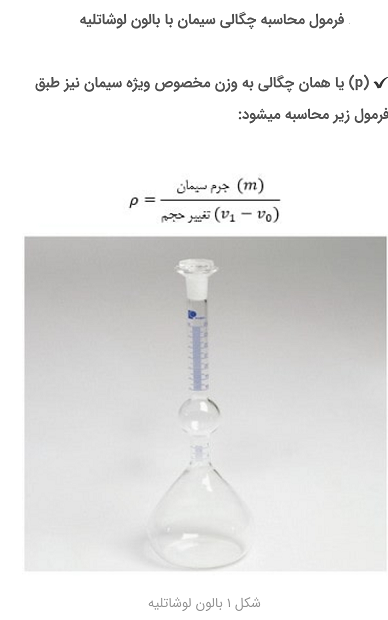 فرمول محاسبه چگالی سیمان با بالون لوشاتلیه
✓ (p) یا همان چگالی به وزن مخصوص ویژه سیمان نیز طبق
فرمول زیر محاسبه میشود:
ρ = جرم سیمان (m) / تغییر حجم (v₁ − v₀)
شکل ۱ بالون لوشاتلیه